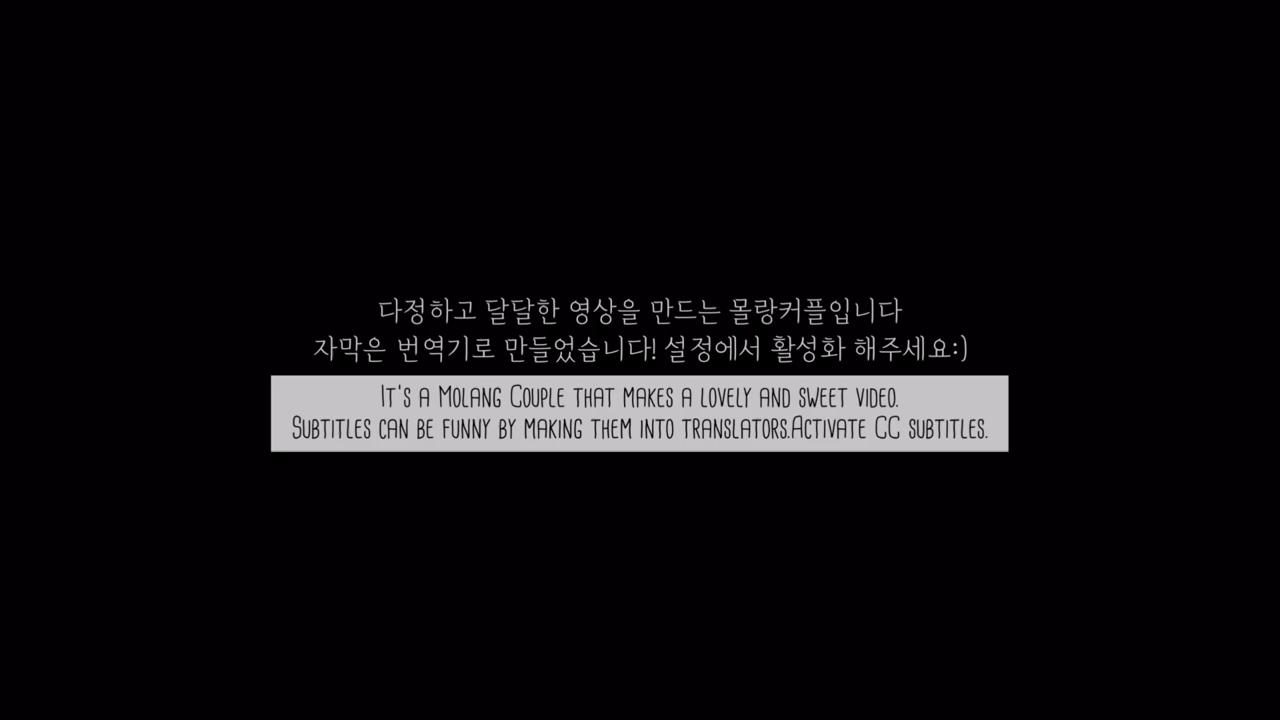 다정하고 달달한 영상을 만드는 몰랑커플입니다
자막은 번역기로 만들었습니다! 설정에서 활성화 해주세요:)
It's a Molang Couple that makes a lovely and sweet video.
Subtitles can be funny by making them into translators.Activate CC subtitles.